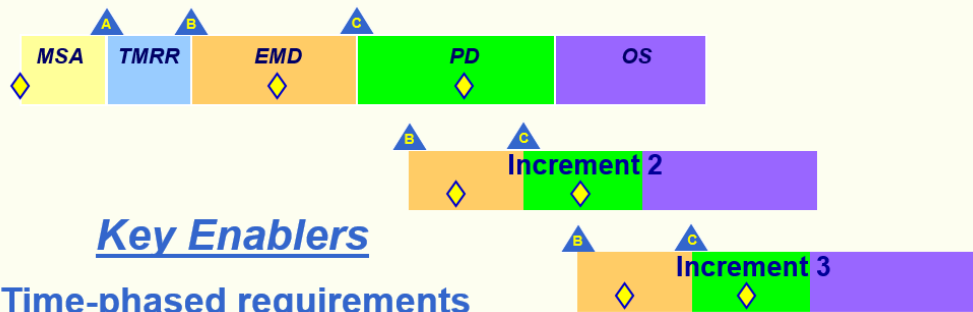 A B C
MSA TMRR EMD PD OS
B C
Increment 2
Key Enablers
B C
Increment 3
Time-phased requirements